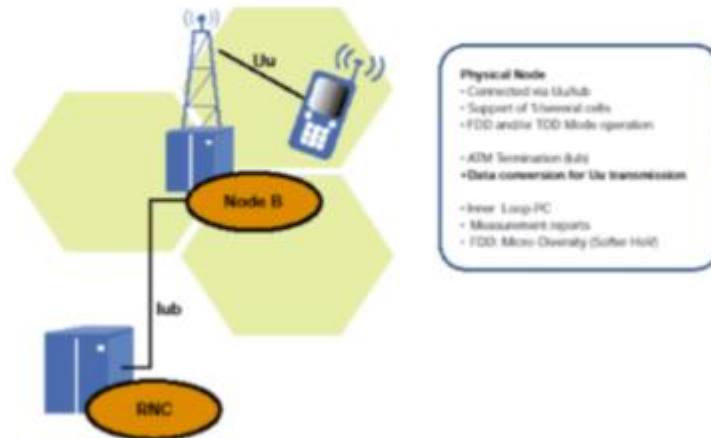 Uu
Node B
Iub
RNC
Physical Node
• Connected via Uu/Iub
• Support of 1/several cells
• FDD and/or TDD Mode operation
• ATM Termination (Iub)
•Data conversion for Uu transmission
• Inner Loop PC
• Measurement reports
• FDD: Micro-Diversity (Softer HoV)